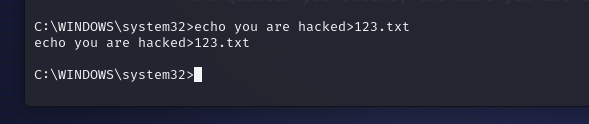 C:\WINDOWS\system32>echo you are hacked>123.txt
echo you are hacked>123.txt
C:\WINDOWS\system32>